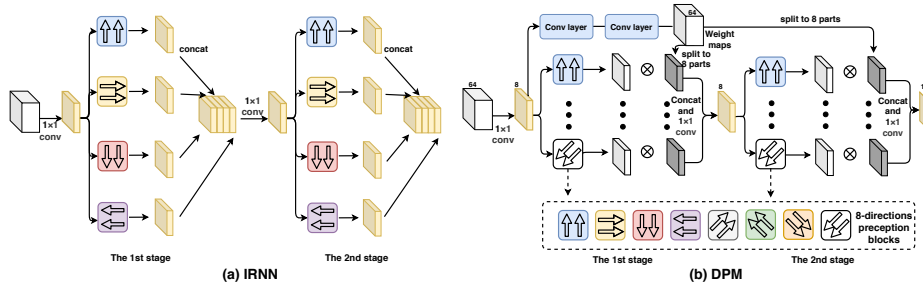 concat
1×1
conv
1×1
conv
concat
The 1st stage
The 2nd stage
(a) IRNN
64
1×1
conv
8
Conv layer
Conv layer
64
Weight
maps
split to
8 parts
split to 8 parts
Concat
and
1×1
conv
8
Concat
and
1×1
conv
1
8-directions
preception
blocks
The 1st stage
The 2nd stage
(b) DPM